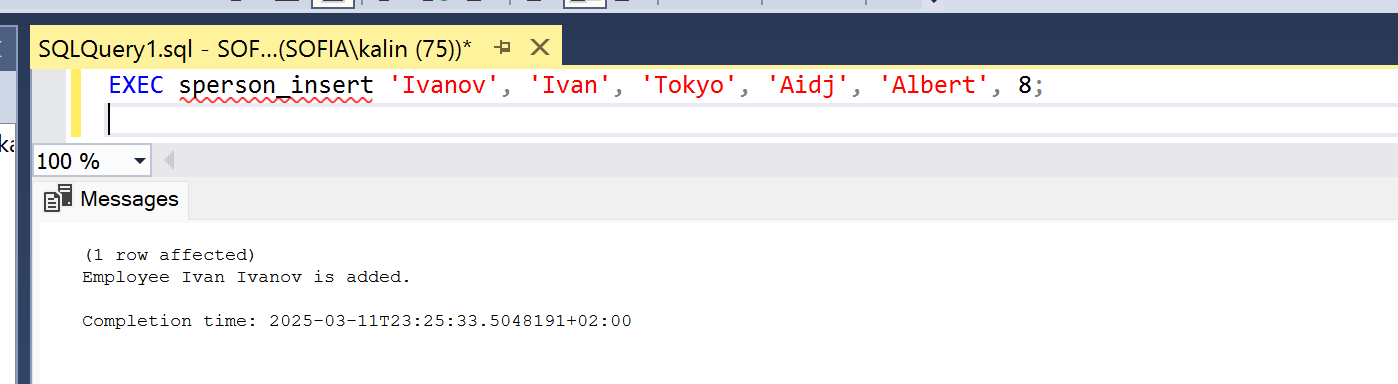 SQLQuery1.sql - SOF...(SOFIA\kalin (75))*
EXEC sperson_insert 'Ivanov', 'Ivan', 'Tokyo', 'Aidj', 'Albert', 8;
100 %
Messages
(1 row affected)
Employee Ivan Ivanov is added.
Completion time: 2025-03-11T23:25:33.5048191+02:00